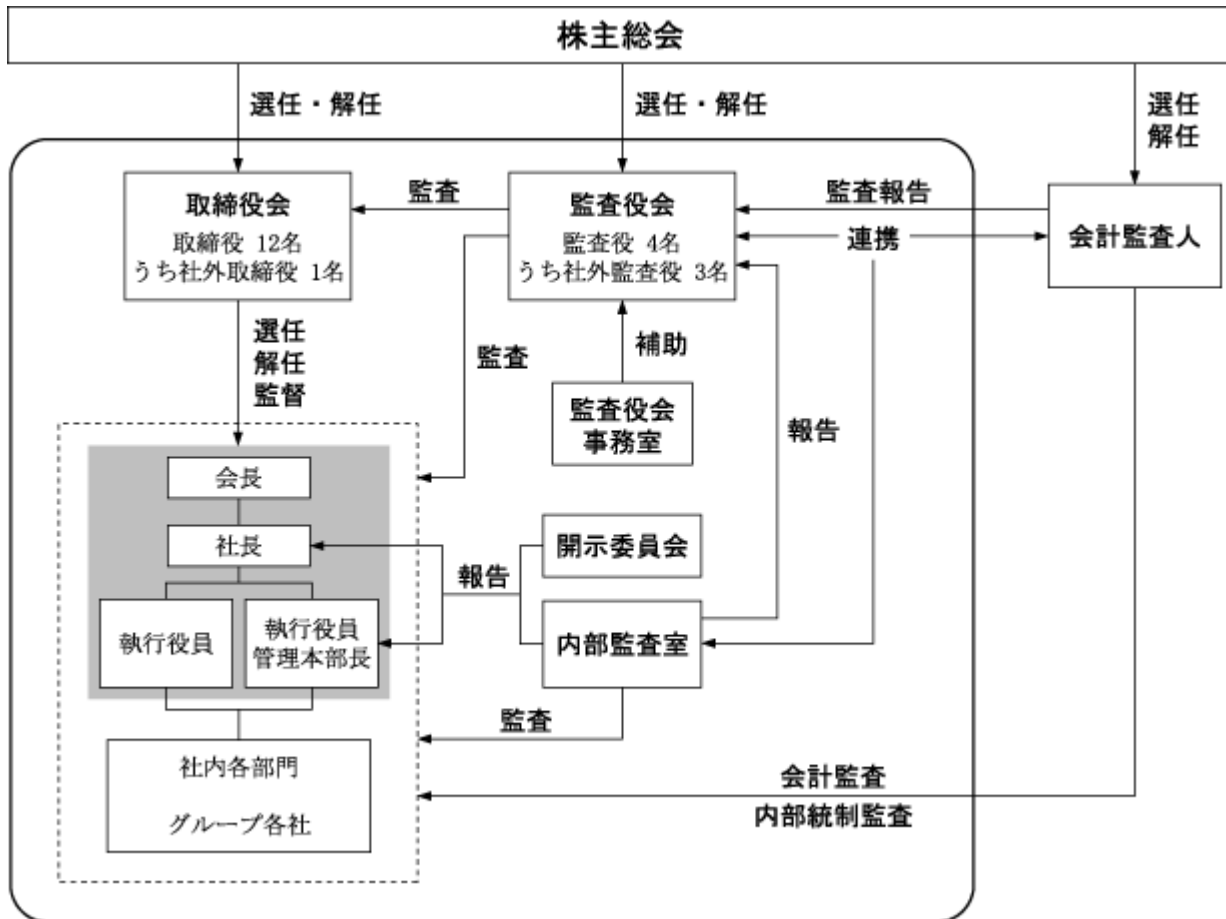 株主総会
選任・解任
選任・解任
選任
解任
取締役会
取締役 12名
うち社外取締役 1名
監査
監査役会
監査役 4名
うち社外監査役 3名
監査報告
連携
会計監査人
選任
解任
監督
監査
補助
監査役会
事務室
報告
会長
社長
執行役員
執行役員
管理本部長
報告
開示委員会
内部監査室
監査
社内各部門
グループ各社
会計監査
内部統制監査